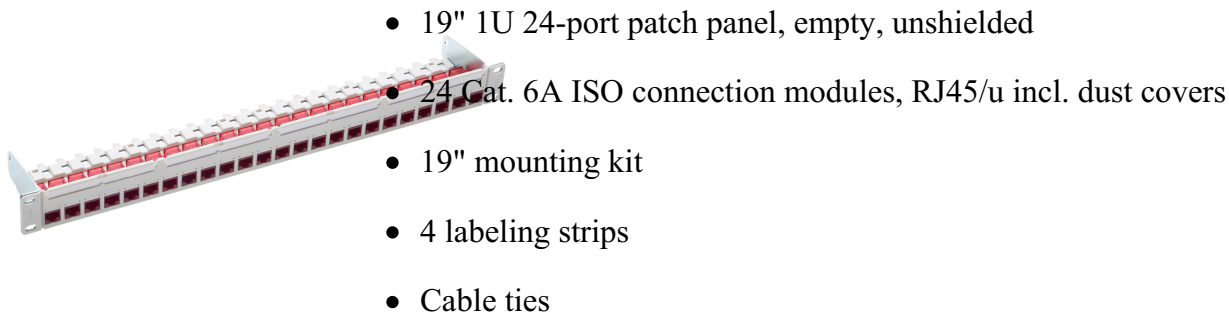 • 19" 1U 24-port patch panel, empty, unshielded
• 24 Cat. 6A ISO connection modules, RJ45/u incl. dust covers
• 19" mounting kit
• 4 labeling strips
• Cable ties